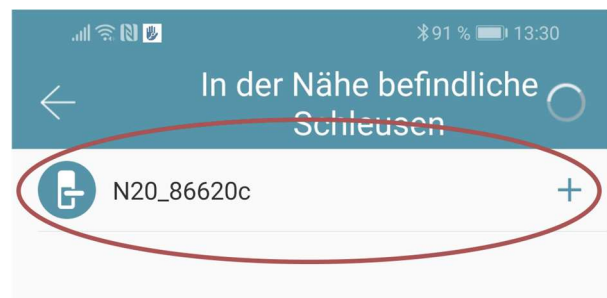 91 % 13:30
In der Nähe befindliche
Schleusen
N20_86620c